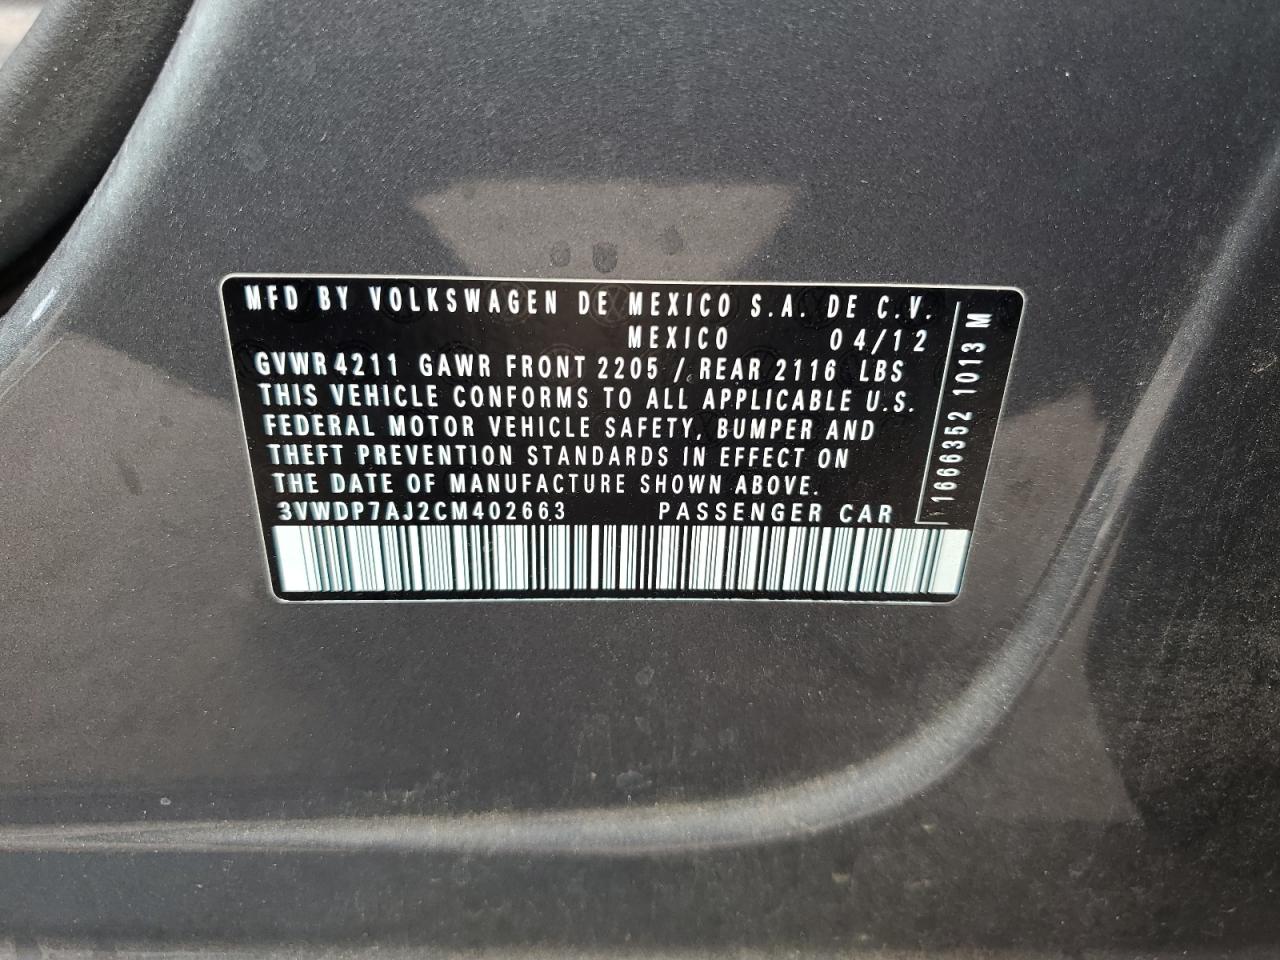 MFD BY VOLKSWAGEN DE MEXICO S.A. DE C.V.
MEXICO 04/12
GVWR 4211 GAWR FRONT 2205 / REAR 2116 LBS
THIS VEHICLE CONFORMS TO ALL APPLICABLE U.S.
FEDERAL MOTOR VEHICLE SAFETY, BUMPER AND
THEFT PREVENTION STANDARDS IN EFFECT ON
THE DATE OF MANUFACTURE SHOWN ABOVE.
3VWDP7AJ2CM402663 PASSENGER CAR
1666352 1013 M